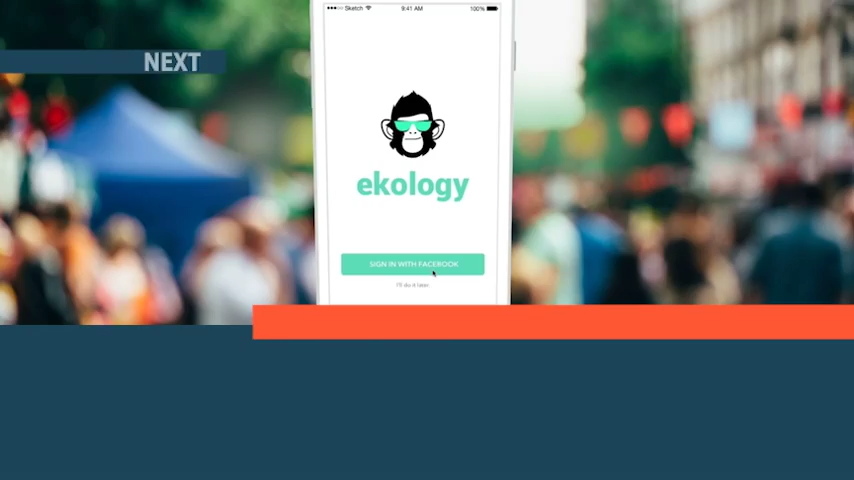 Sketch 9:41 AM 100%
NEXT
ekology
SIGN IN WITH FACEBOOK
I'll do it later